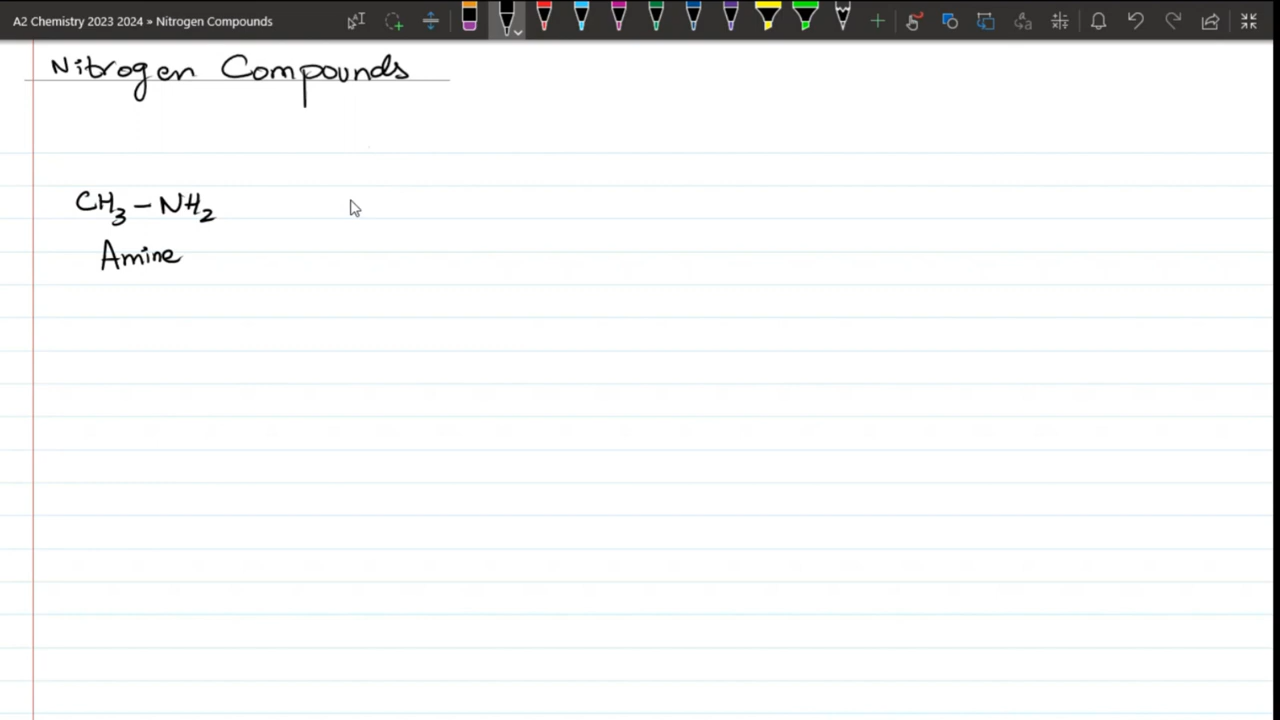 A2 Chemistry 2023 2024 » Nitrogen Compounds
Nitrogen Compounds
CH₃ – NH₂
Amine